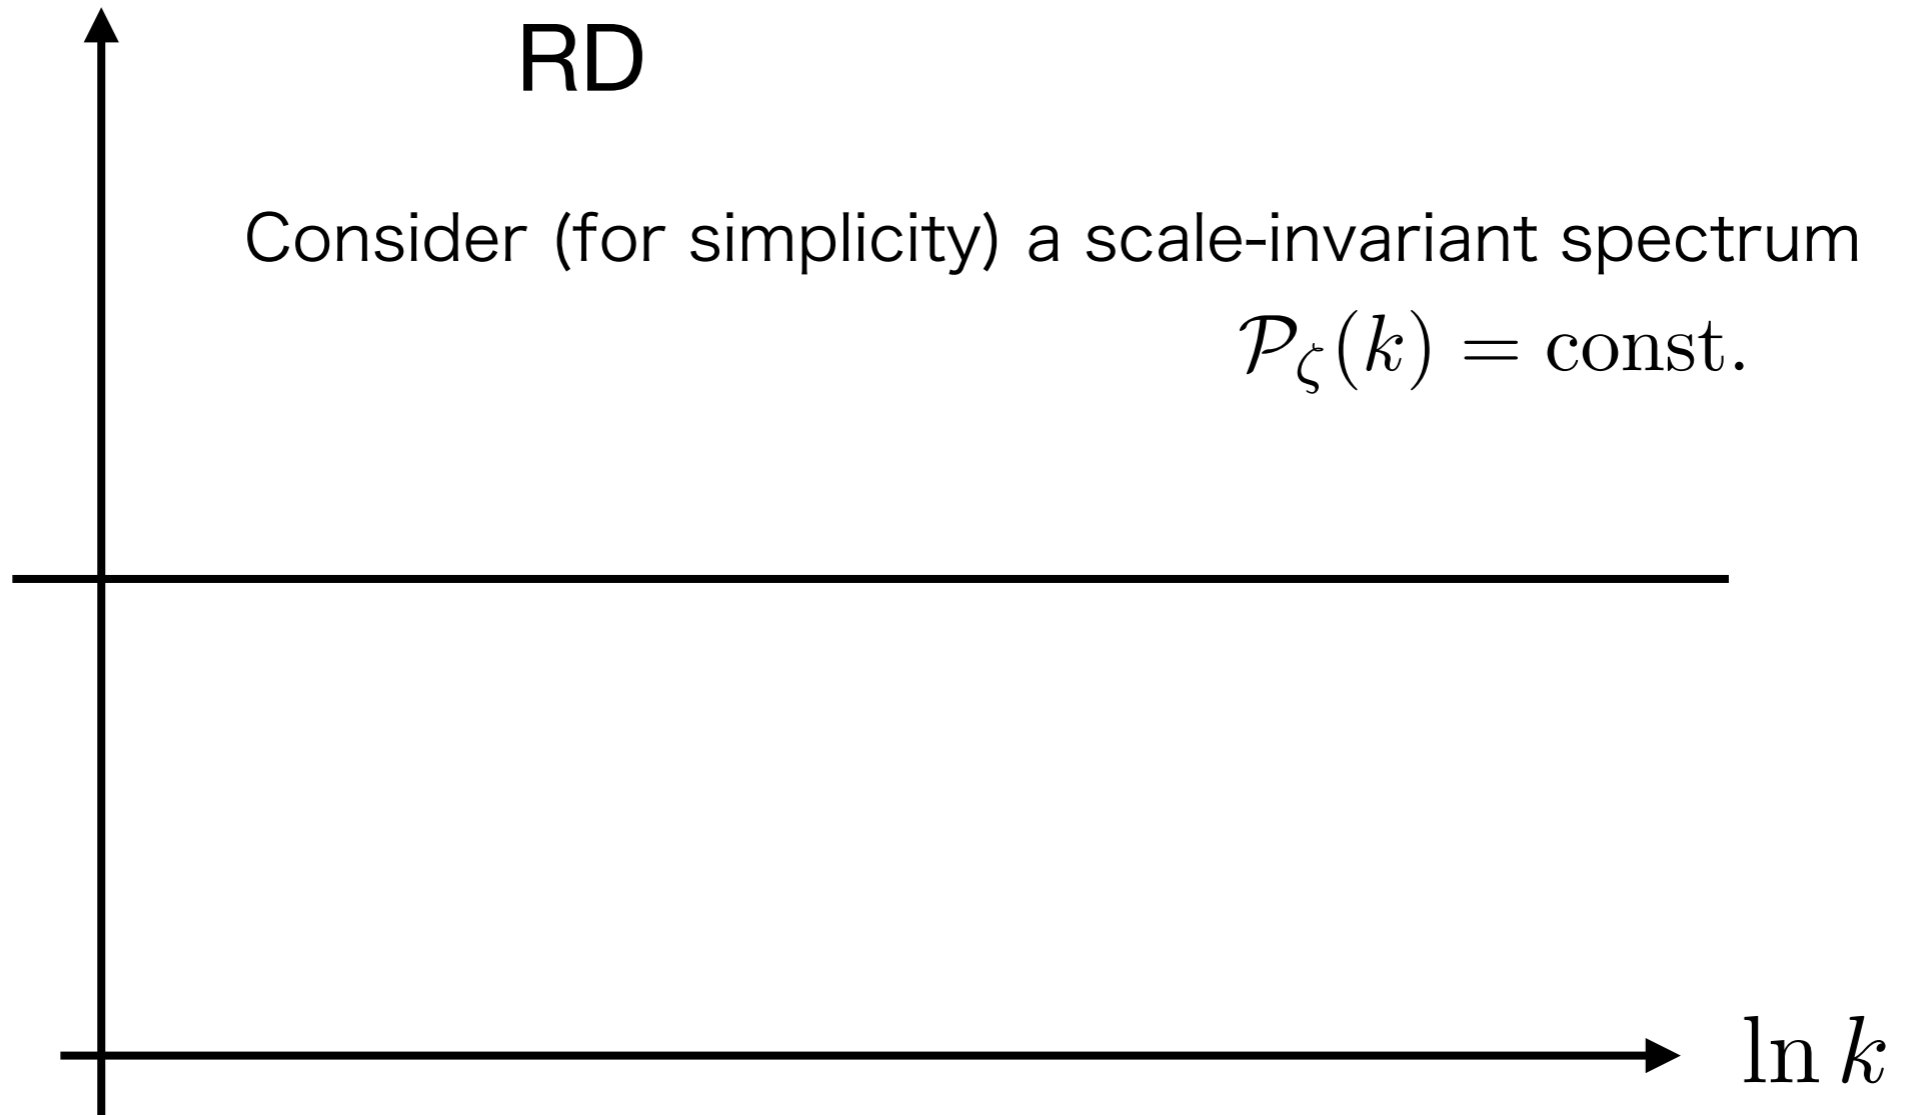 RD
Consider (for simplicity) a scale-invariant spectrum
𝒫_ζ(k) = const.
ln k